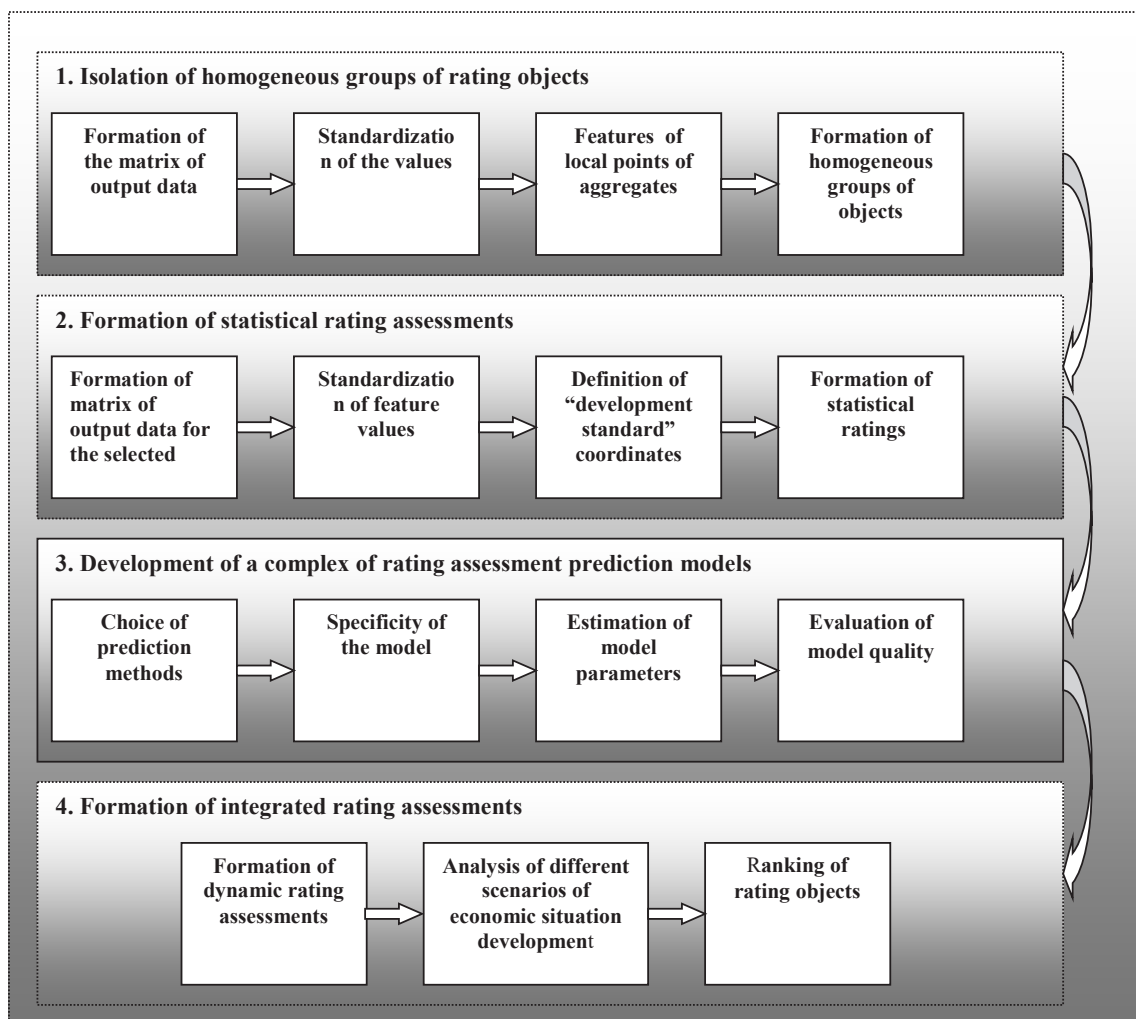 1. Isolation of homogeneous groups of rating objects
Formation of
the matrix of
output data
Standardizatio
n of the values
Features of
local points of
aggregates
Formation of
homogeneous
groups of
objects
2. Formation of statistical rating assessments
Formation of
matrix of
output data for
the selected
Standardizatio
n of feature
values
Definition of
“development
standard”
coordinates
Formation of
statistical
ratings
3. Development of a complex of rating assessment prediction models
Choice of
prediction
methods
Specificity of
the model
Estimation of
model
parameters
Evaluation of
model quality
4. Formation of integrated rating assessments
Formation of
dynamic rating
assessments
Analysis of different
scenarios of
economic situation
development
Ranking of
rating objects